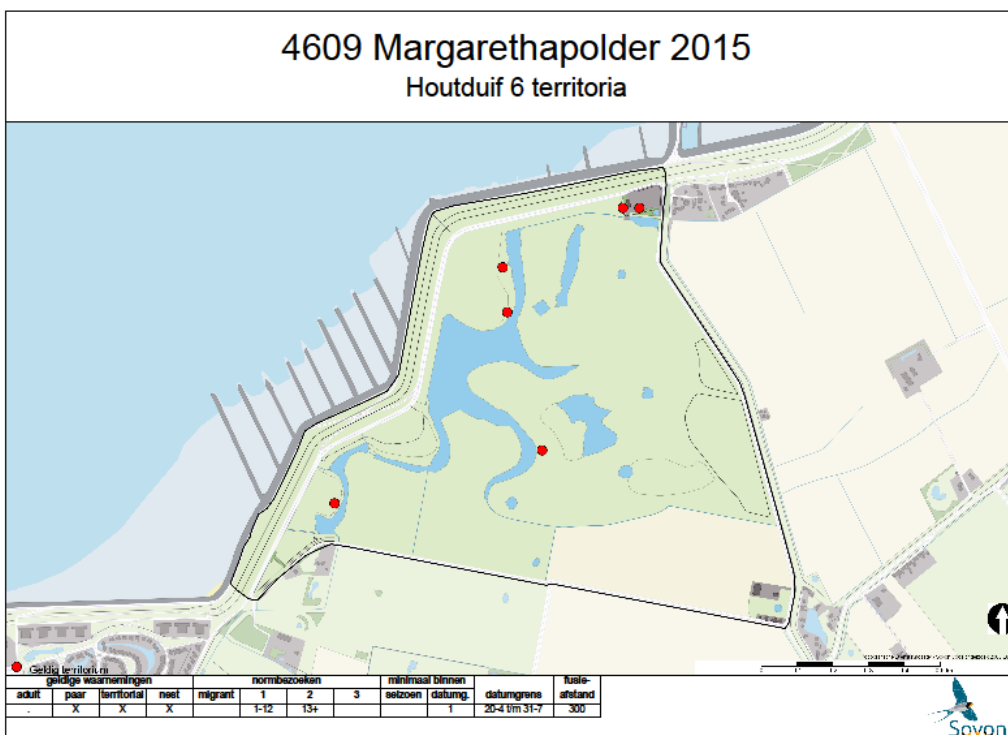 4609 Margarethapolder 2015
Houtduif 6 territoria
Geldig territorium
geldige waarnemingen normbezoeken minimaal binnen fusie-
adult paar territoriaal nest migrant 1 2 3 seizoen datumg. datumgrens afstand
. X X X 1-12 13+ 1 20-4 t/m 31-7 300
Sovon